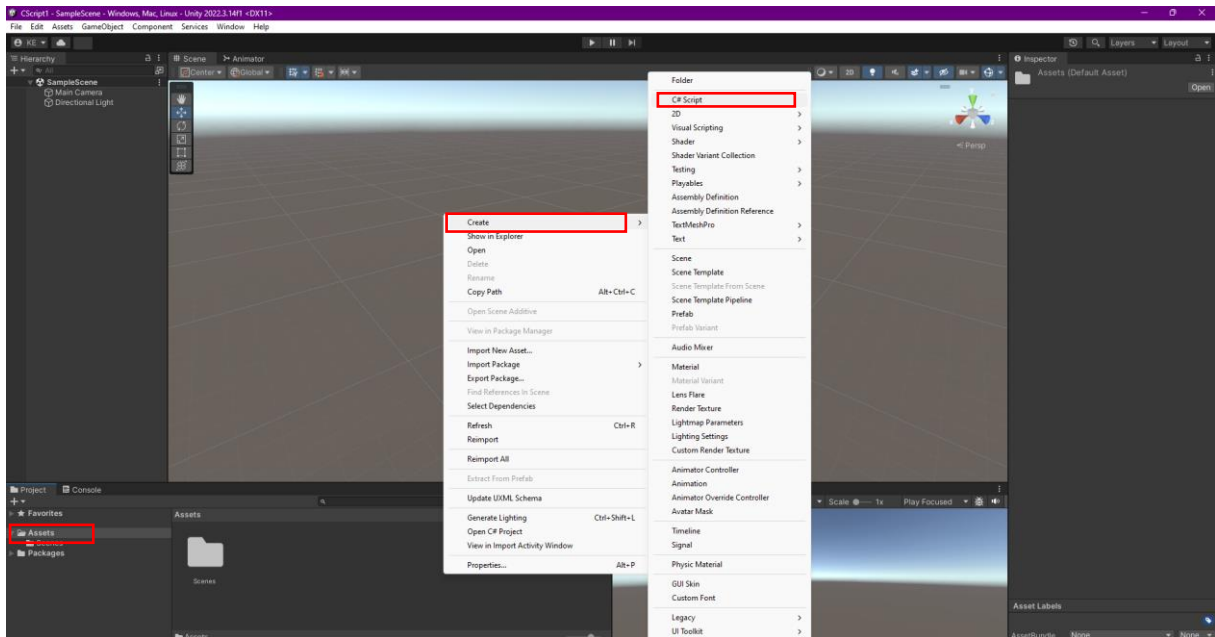 CScript1 - SampleScene - Windows, Mac, Linux - Unity 2022.3.14f1 <DX11>
File Edit Assets GameObject Component Services Window Help
KE
Layers Layout
Hierarchy
All
SampleScene
Main Camera
Directional Light
Scene Animator
Center Global
2D
Persp
Inspector
Assets (Default Asset)
Open
Create
Show in Explorer
Open
Delete
Rename
Copy Path Alt+Ctrl+C
Open Scene Additive
View in Package Manager
Import New Asset...
Import Package
Export Package...
Find References In Scene
Select Dependencies
Refresh Ctrl+R
Reimport
Reimport All
Extract From Prefab
Update UXML Schema
Generate Lighting Ctrl+Shift+L
Open C# Project
View in Import Activity Window
Properties... Alt+P
Folder
C# Script
2D
Visual Scripting
Shader
Shader Variant Collection
Testing
Playables
Assembly Definition
Assembly Definition Reference
TextMeshPro
Text
Scene
Scene Template
Scene Template From Scene
Scene Template Pipeline
Prefab
Prefab Variant
Audio Mixer
Material
Material Variant
Lens Flare
Render Texture
Lightmap Parameters
Lighting Settings
Custom Render Texture
Animator Controller
Animation
Animator Override Controller
Avatar Mask
Timeline
Signal
Physic Material
GUI Skin
Custom Font
Legacy
UI Toolkit
Project Console
Favorites
Assets
Scenes
Packages
Assets
Scenes
Assets
Scale 1x Play Focused
Asset Labels
AssetBundle None None